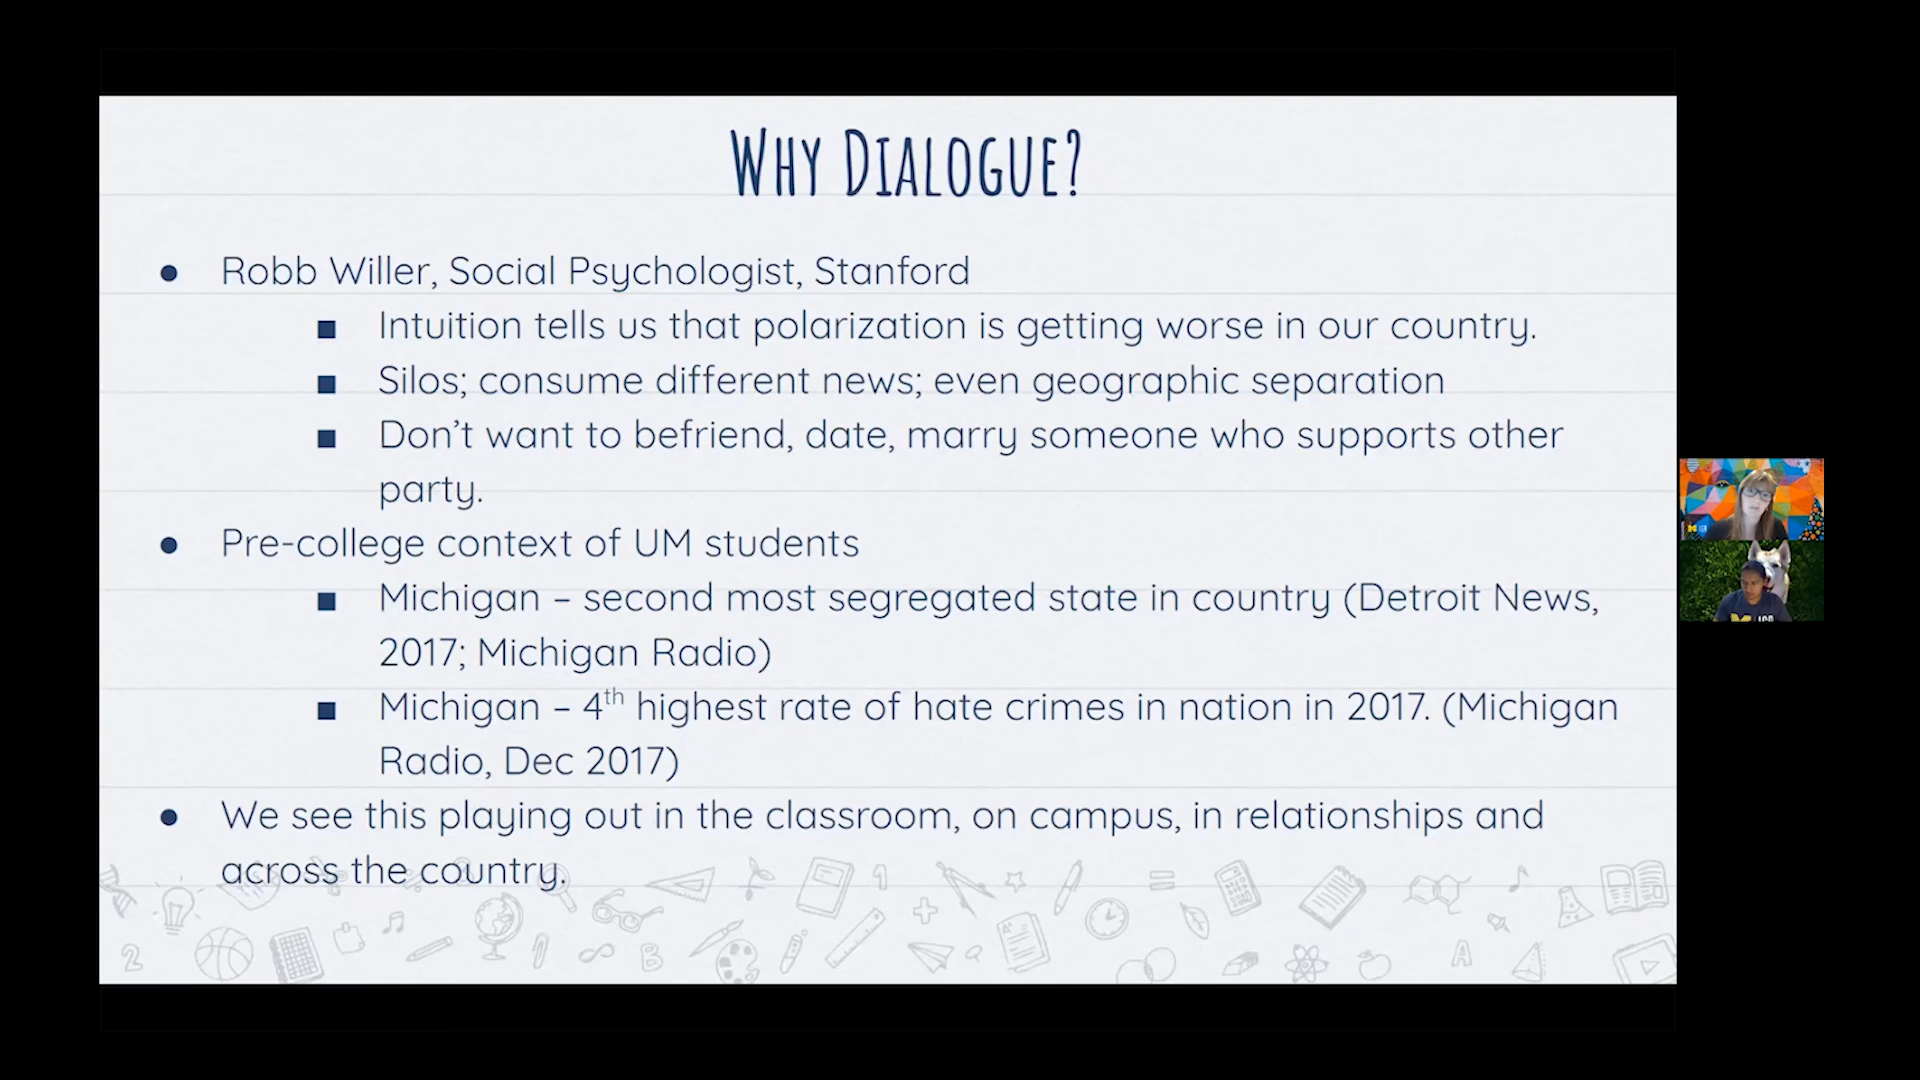 WHY DIALOGUE?
● Robb Willer, Social Psychologist, Stanford
■ Intuition tells us that polarization is getting worse in our country.
■ Silos; consume different news; even geographic separation
■ Don’t want to befriend, date, marry someone who supports other
party.
● Pre-college context of UM students
■ Michigan – second most segregated state in country (Detroit News,
2017; Michigan Radio)
■ Michigan – 4th highest rate of hate crimes in nation in 2017. (Michigan
Radio, Dec 2017)
● We see this playing out in the classroom, on campus, in relationships and
across the country.